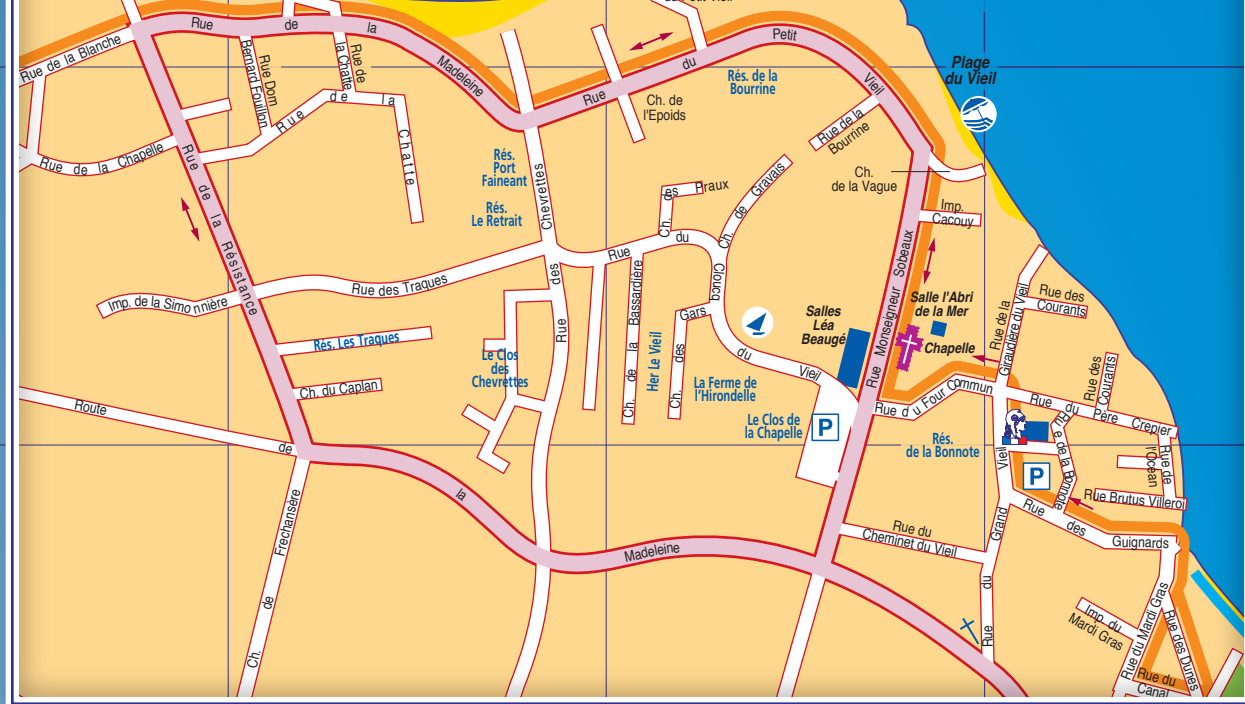 Rue de la Madeleine
Rue de la Blanche
Rue Dom
Bernard Fouillon
Rue de
la Chatte
Rue de la Chatte
Rue de la Chapelle
Rue de la Résistance
Rue du Petit Vieil
Ch. de
l'Epoids
Rés. de la
Bourrine
Rue de la
Bourrine
Plage
du Vieil
Ch.
de la Vague
Imp.
Cacouy
Rés.
Port
Faineant
Rés.
Le Retrait
Rue des Chevrettes
Ch. des Praux
Ch. de Gravais
Rue du Vieil
Imp. de la Simonnière
Rue des Traques
Rés. Les Traques
Ch. du Caplan
Le Clos
des
Chevrettes
Ch. de la Bassardière
Her Le Vieil
Ch. des Gars
La Ferme de
l'Hirondelle
Le Clos de
la Chapelle
P
Salles
Léa
Beaugé
Rue Monseigneur Sobeaux
Salle l'Abri
de la Mer
Chapelle
Rue de la
Giraudière du Vieil
Rue des
Courants
Rue des
Courants
Rue du Four Commun
Rue du Père Crepier
Rés.
de la Bonnote
Rue de la Bonnote
P
Rue de
l'Océan
Rue Brutus Villeroi
Rue des Guignards
Rue du Grand Vieil
Rue du
Cheminet du Vieil
Route de la Madeleine
Ch. de Frechansère
Imp. du
Mardi Gras
Rue du Mardi Gras
Rue des Dunes
Rue du
Canal